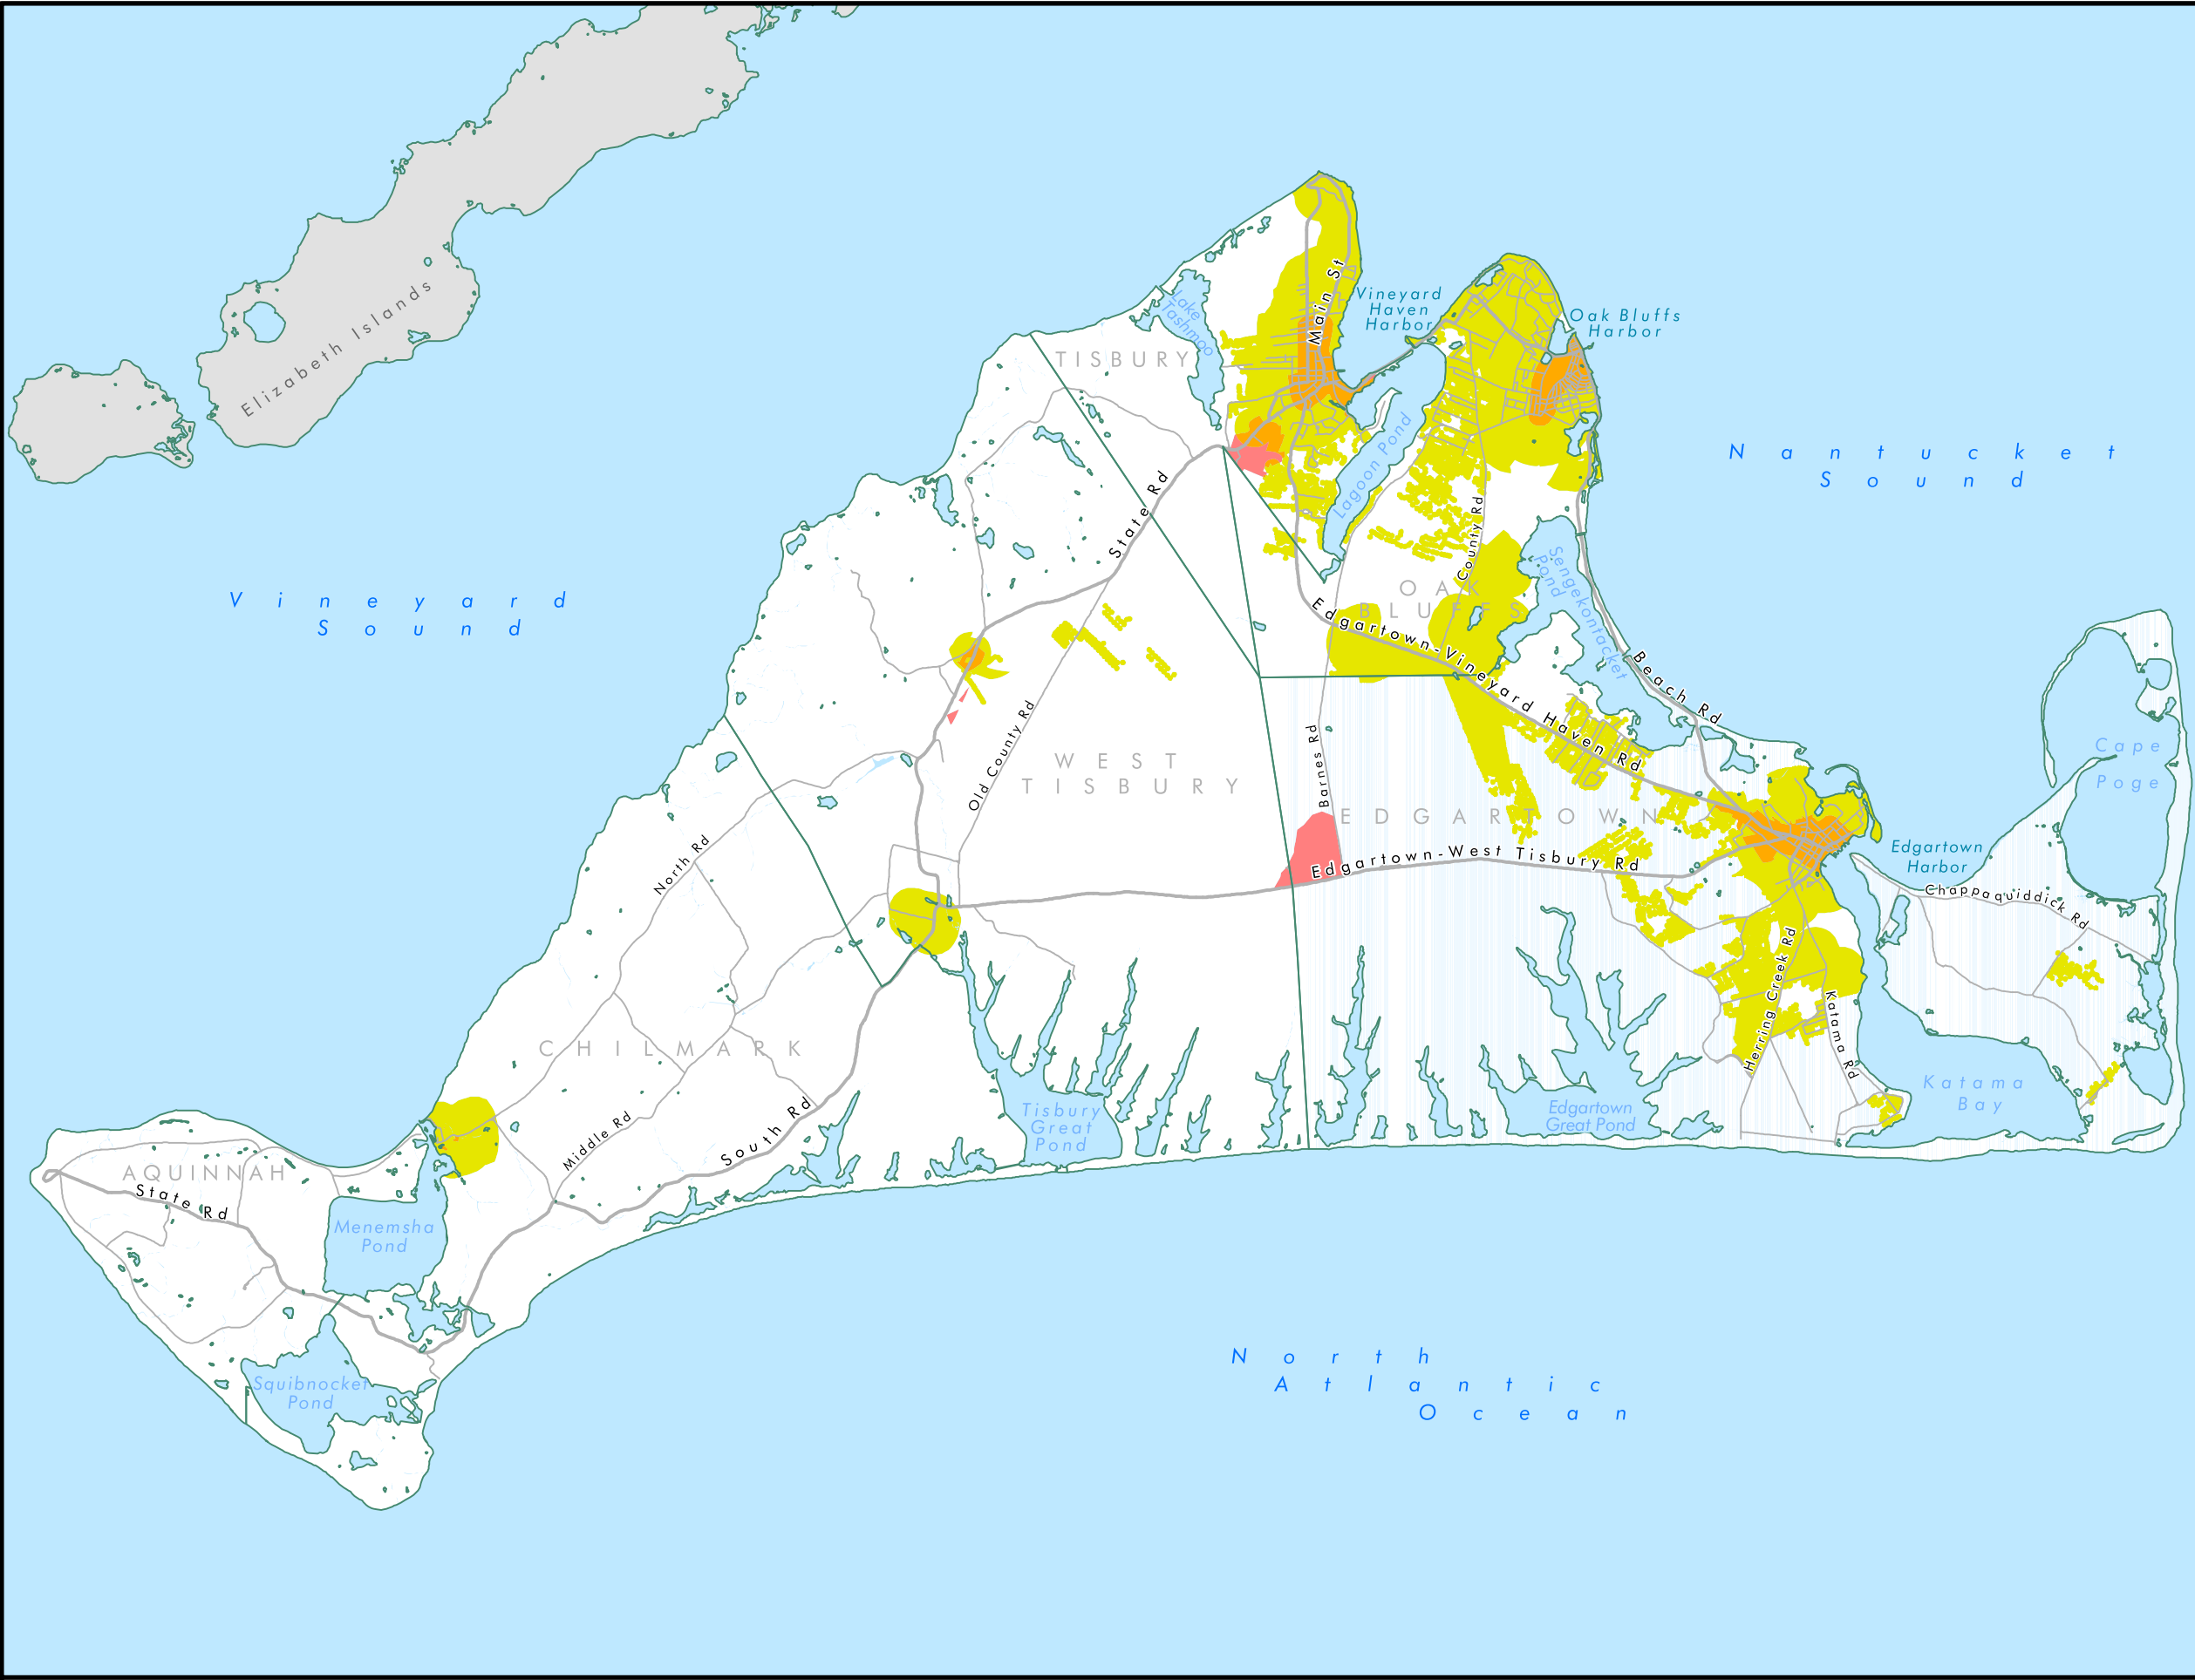 Elizabeth Islands
Vineyard
Sound
Nantucket
Sound
North
Atlantic
Ocean
TISBURY
Lake
Tashmoo
Main St
Vineyard
Haven
Harbor
Oak Bluffs
Harbor
Lagoon Pond
State Rd
County Rd
OAK
BLUFFS
Sengekontacket
Pond
Edgartown-Vineyard Haven Rd
Beach Rd
Old County Rd
WEST
TISBURY
Barnes Rd
EDGARTOWN
Edgartown-West Tisbury Rd
Cape
Poge
Edgartown
Harbor
Chappaquiddick Rd
North Rd
Herring Creek Rd
Katama Rd
CHILMARK
Middle Rd
South Rd
Tisbury
Great
Pond
Edgartown
Great Pond
Katama
Bay
AQUINNAH
State Rd
Menemsha
Pond
Squibnocket
Pond